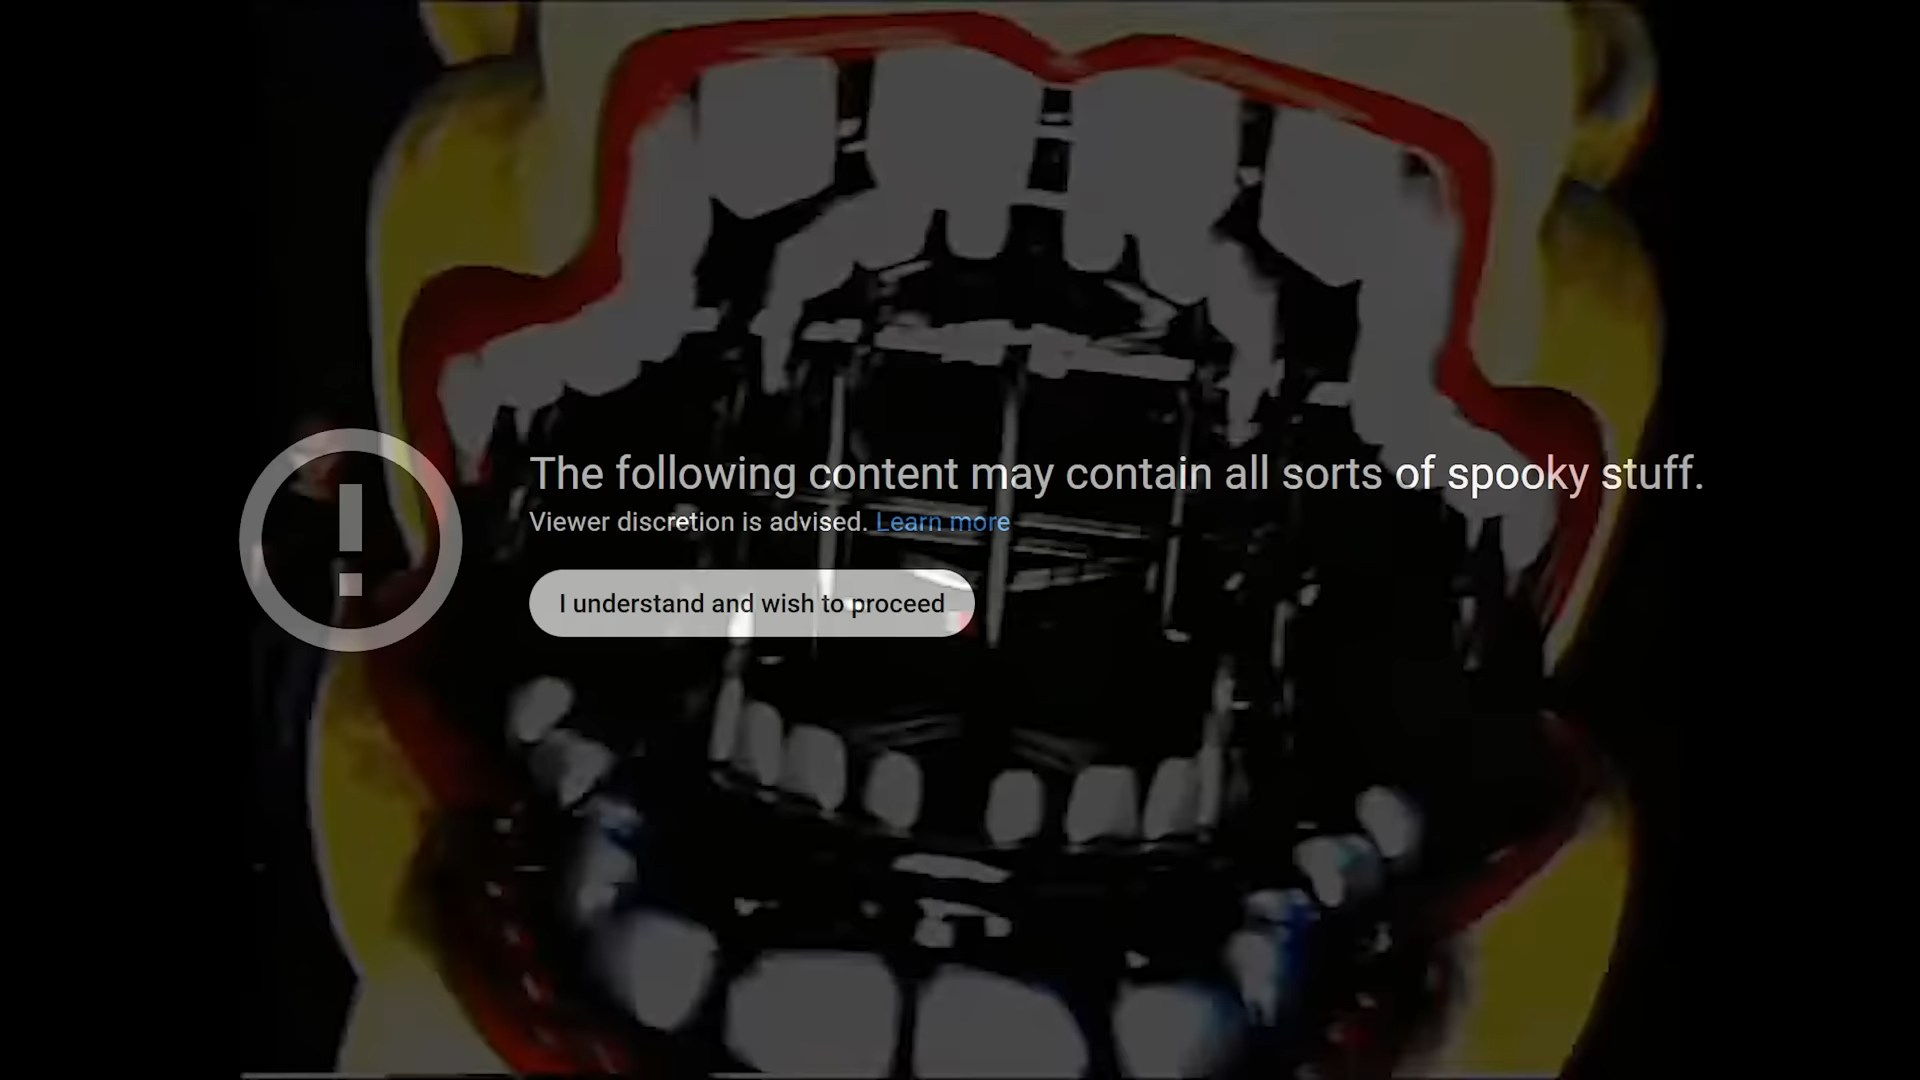 The following content may contain all sorts of spooky stuff.
Viewer discretion is advised. Learn more
I understand and wish to proceed